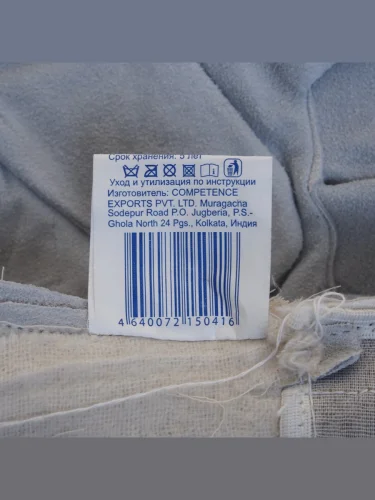 Срок хранения: 5 лет
Уход и утилизация по инструкции
Изготовитель: COMPETENCE
EXPORTS PVT. LTD. Muragacha
Sodepur Road P.O. Jugberia, P.S.-
Ghola North 24 Pgs., Kolkata, Индия
4 640072 150416